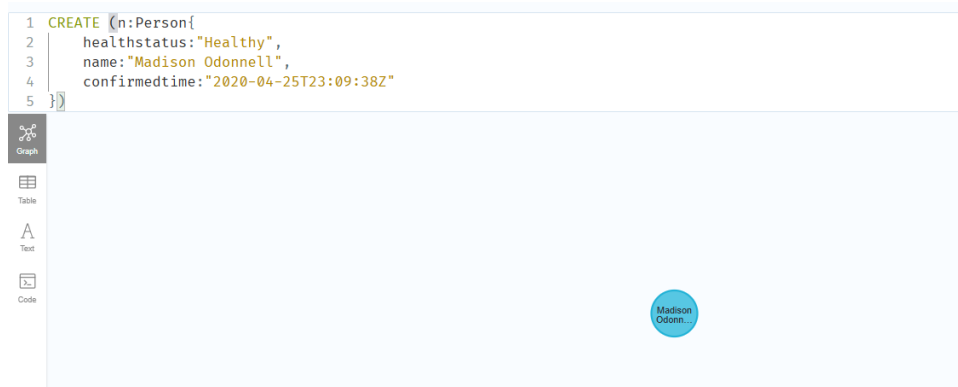 1 CREATE (n:Person{
2 healthstatus:"Healthy",
3 name:"Madison Odonnell",
4 confirmedtime:"2020-04-25T23:09:38Z"
5 })
Graph
Table
Text
Code
Madison
Odonn...